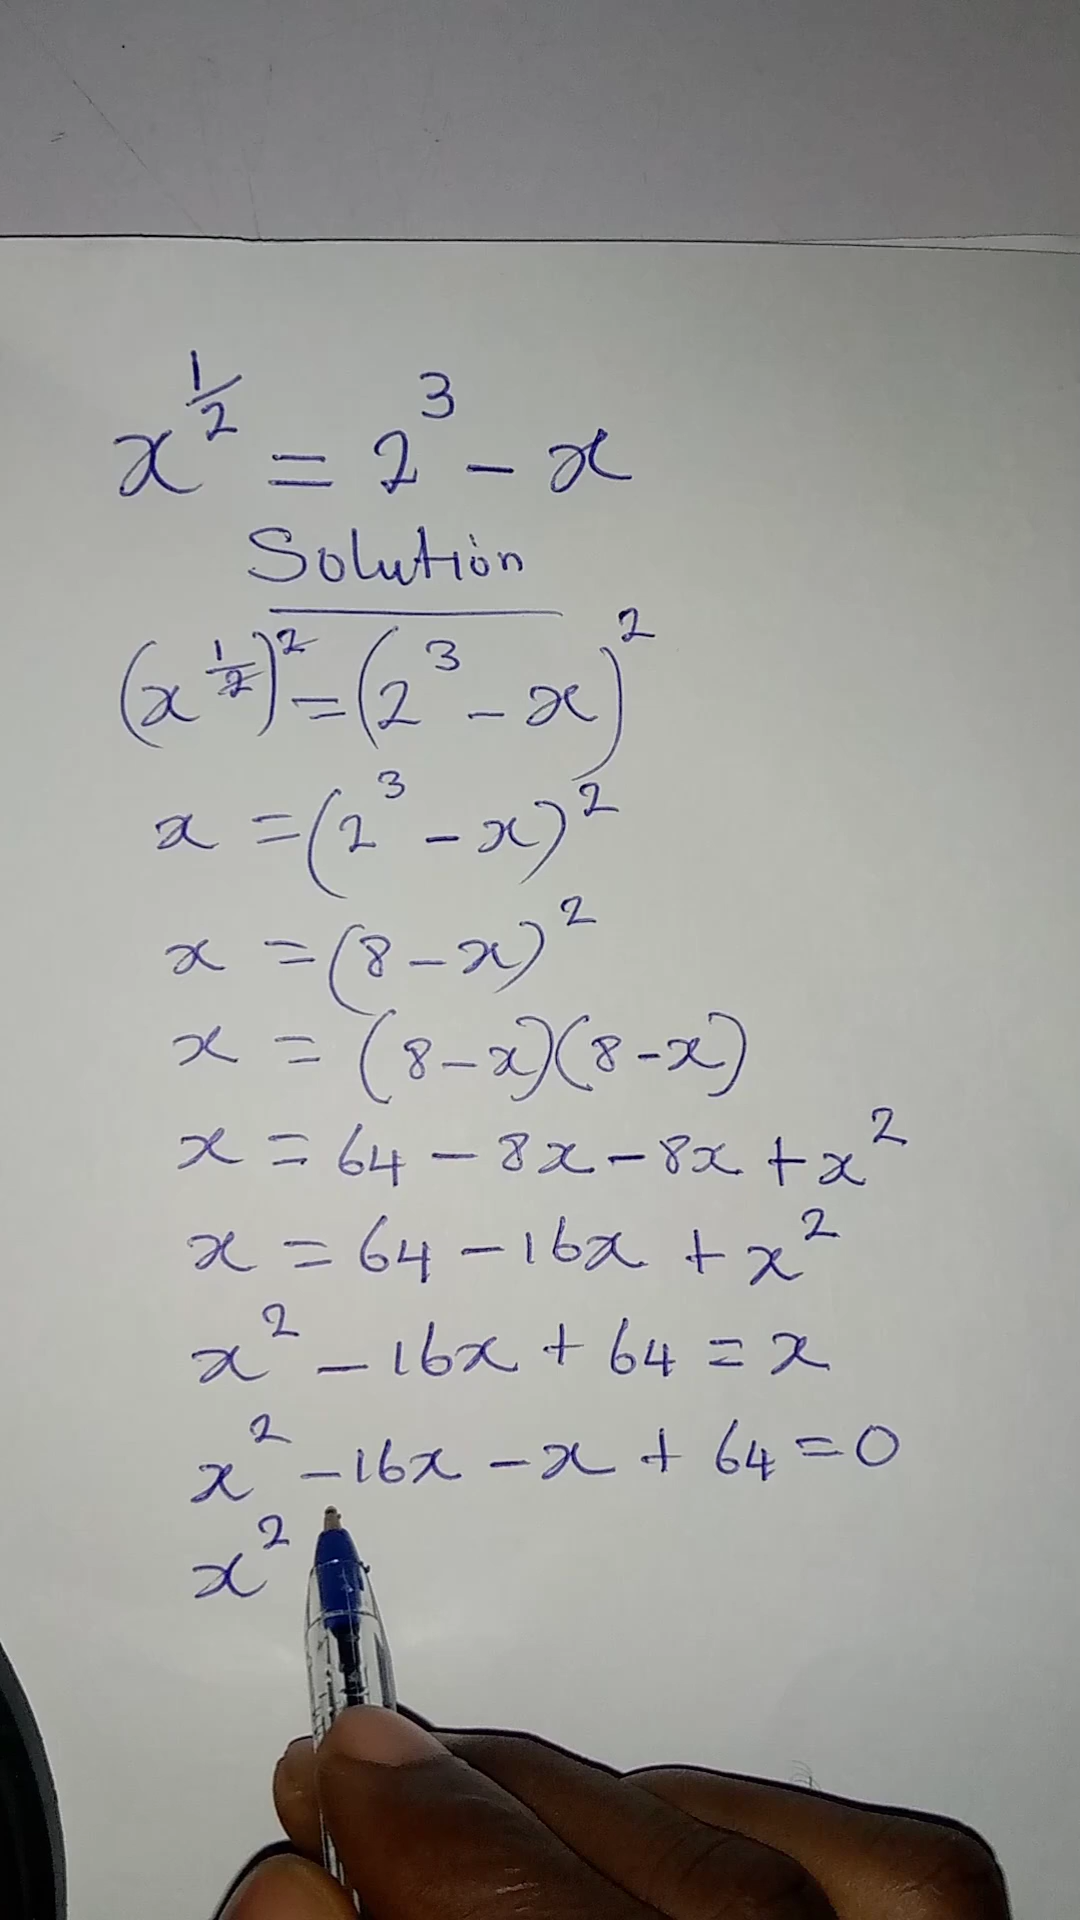 x^(1/2) = 2^3 - x
Solution
(x^(1/2))^2 = (2^3 - x)^2
x = (2^3 - x)^2
x = (8 - x)^2
x = (8 - x)(8 - x)
x = 64 - 8x - 8x + x^2
x = 64 - 16x + x^2
x^2 - 16x + 64 = x
x^2 - 16x - x + 64 = 0
x^2